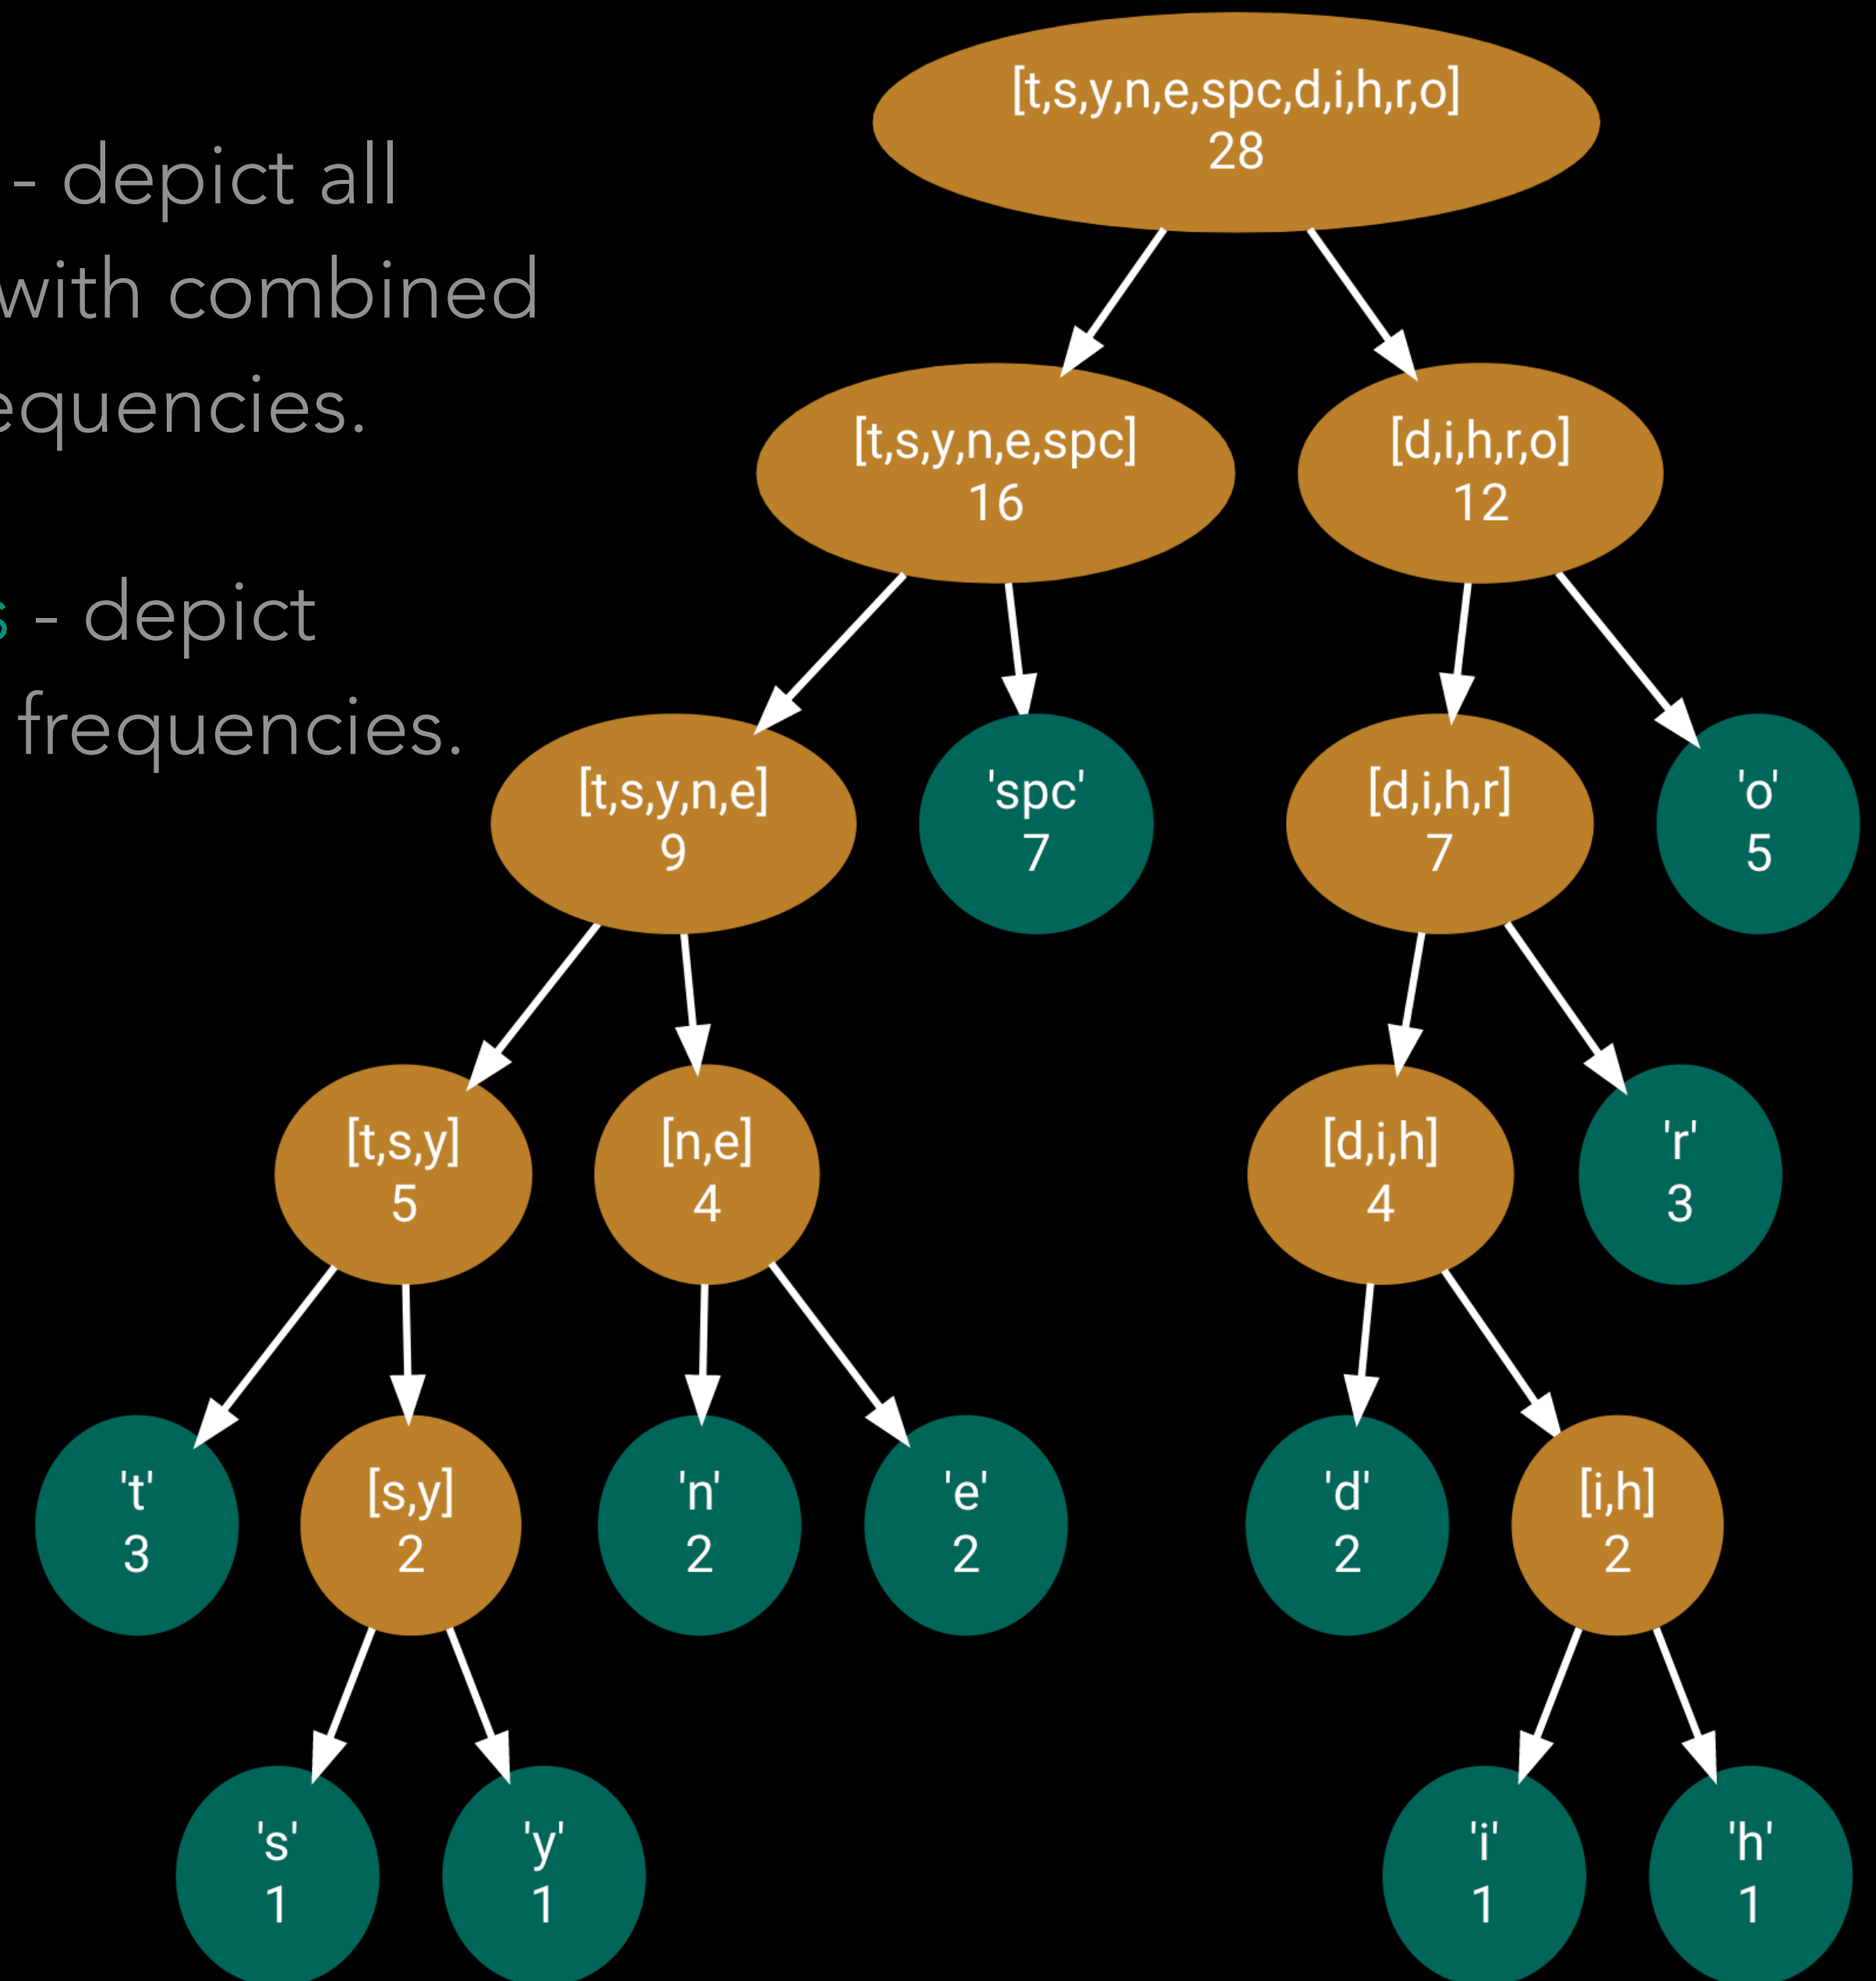 - depict all
with combined
equencies.
s - depict
frequencies.
[t,s,y,n,e,spc,d,i,h,r,o]
28
[t,s,y,n,e,spc]
16
[d,i,h,r,o]
12
[t,s,y,n,e]
9
'spc'
7
[d,i,h,r]
7
'o'
5
[t,s,y]
5
[n,e]
4
[d,i,h]
4
'r'
3
't'
3
[s,y]
2
'n'
2
'e'
2
'd'
2
[i,h]
2
's'
1
'y'
1
'i'
1
'h'
1